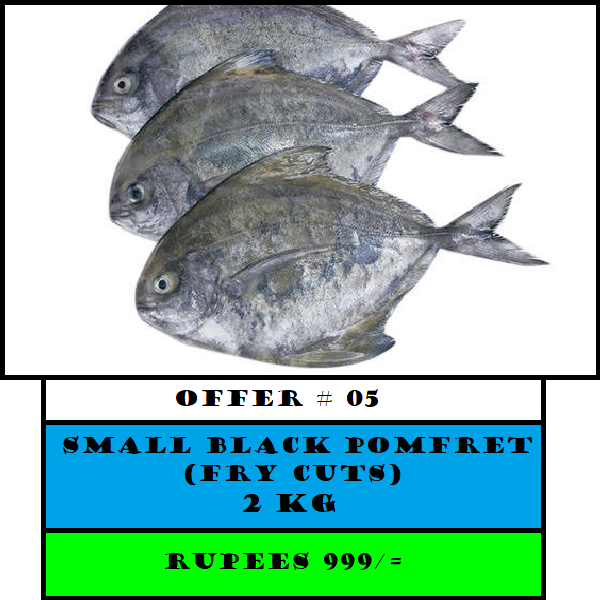 OFFER # 05
SMALL BLACK POMFRET
(FRY CUTS)
2 KG
RUPEES 999/=